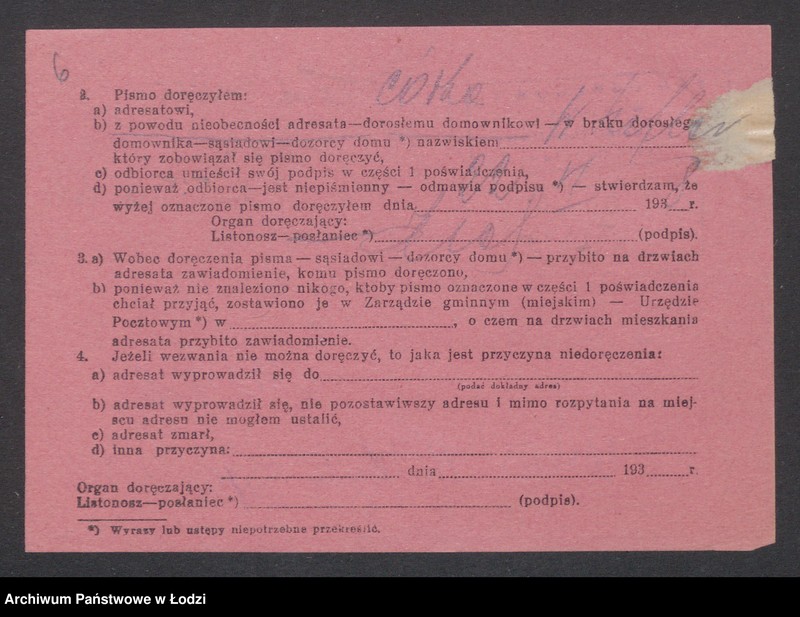 6
2. Pismo doręczyłem:
córka
a) adresatowi,
b) z powodu nieobecności adresata—dorosłemu domownikowi—w braku dorosłego
domownika—sąsiadowi—dozorcy domu *) nazwiskiem
który zobowiązał się pismo doręczyć,
c) odbiorca umieścił swój podpis w części 1 poświadczenia,
d) ponieważ odbiorca—jest niepiśmienny — odmawia podpisu *) — stwierdzam, że
wyżej oznaczone pismo doręczyłem dnia 193 r.
Organ doręczający:
Listonosz—posłaniec *) (podpis).
3. a) Wobec doręczenia pisma — sąsiadowi — dozorcy domu *) — przybito na drzwiach
adresata zawiadomienie, komu pismo doręczono,
b) ponieważ nie znaleziono nikogo, ktoby pismo oznaczone w części 1 poświadczenia
chciał przyjąć, zostawiono je w Zarządzie gminnym (miejskim) — Urzędzie
Pocztowym *) w , o czem na drzwiach mieszkania
adresata przybito zawiadomienie.
4. Jeżeli wezwania nie można doręczyć, to jaka jest przyczyna niedoręczenia:
a) adresat wyprowadził się do
(podać dokładny adres)
b) adresat wyprowadził się, nie pozostawiwszy adresu i mimo rozpytania na miej-
scu adresu nie mogłem ustalić,
c) adresat zmarł,
d) inna przyczyna:
dnia 193 r.
Organ doręczający:
Listonosz—posłaniec *) (podpis).
*) Wyrazy lub ustępy niepotrzebne przekreślić.
Archiwum Państwowe w Łodzi